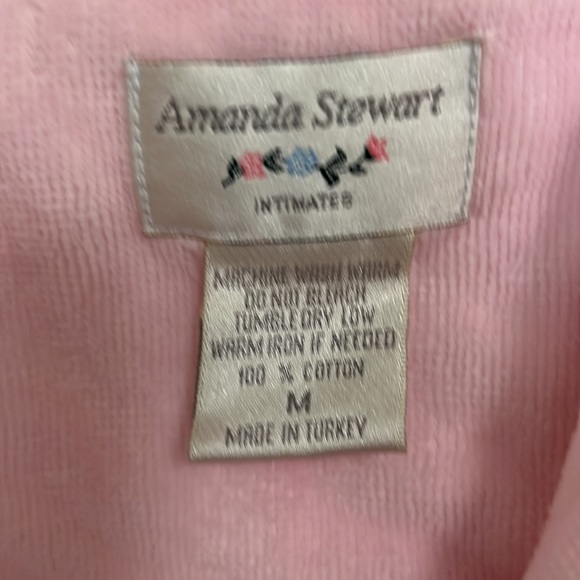 Amanda Stewart
INTIMATES
MACHINE WASH WARM
DO NOT BLEACH
TUMBLE DRY LOW
WARM IRON IF NEEDED
100 % COTTON
M
MADE IN TURKEY